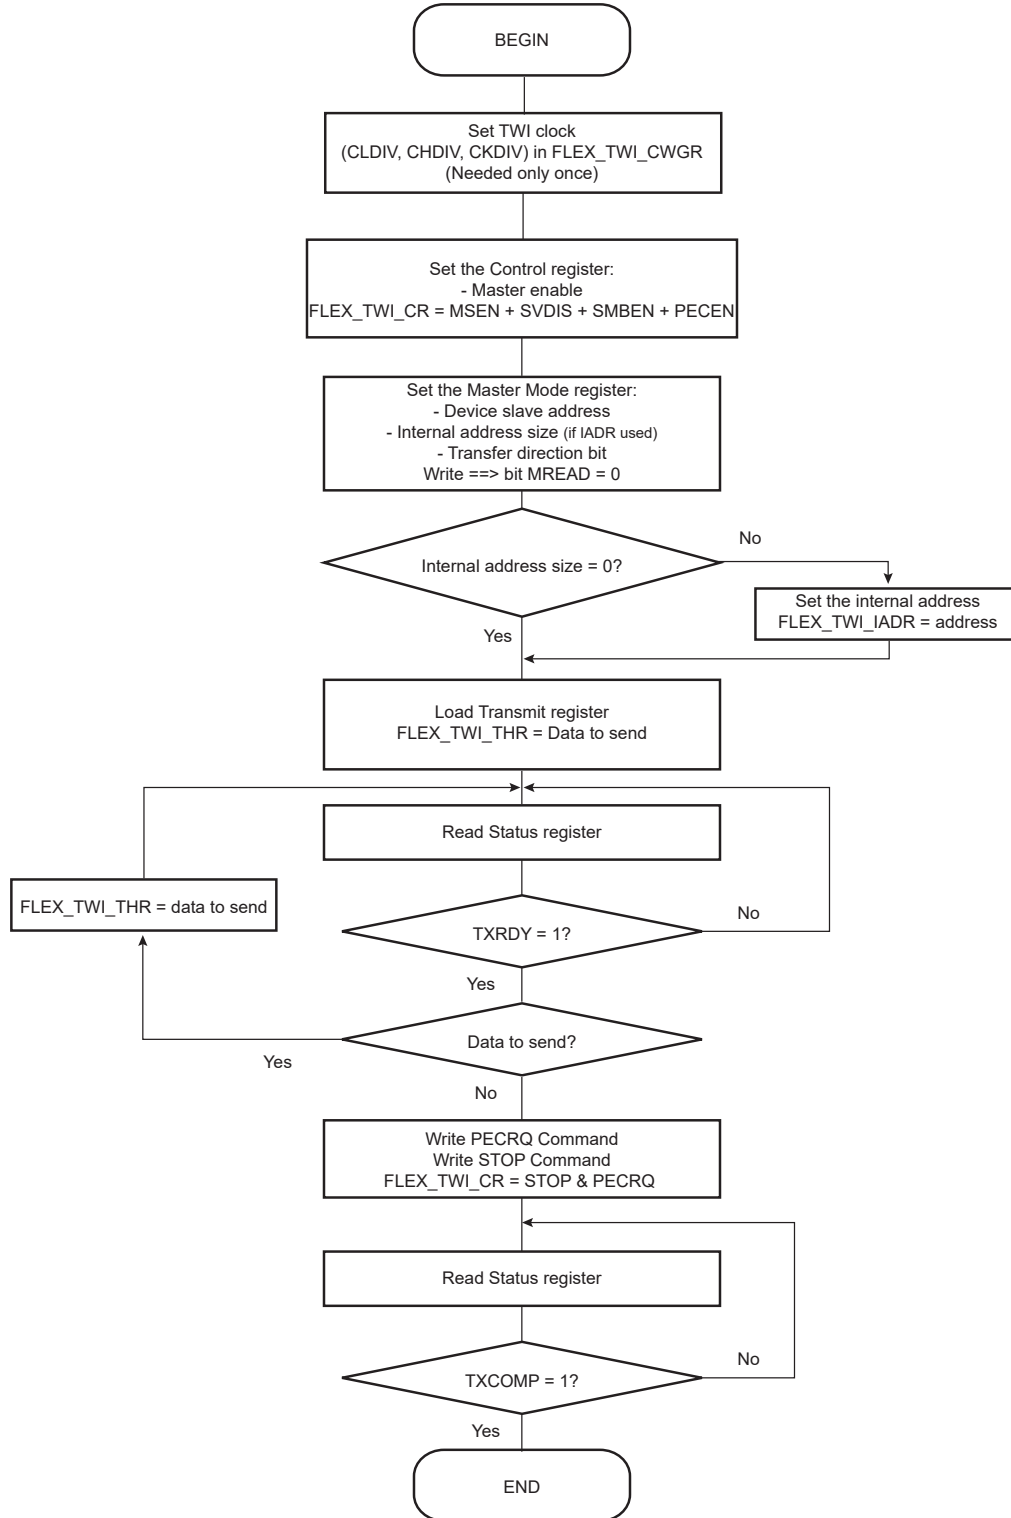 BEGIN
Set TWI clock
(CLDIV, CHDIV, CKDIV) in FLEX_TWI_CWGR
(Needed only once)
Set the Control register:
- Master enable
FLEX_TWI_CR = MSEN + SVDIS + SMBEN + PECEN
Set the Master Mode register:
- Device slave address
- Internal address size (if IADR used)
- Transfer direction bit
Write ==> bit MREAD = 0
Internal address size = 0?
No
Set the internal address
FLEX_TWI_IADR = address
Yes
Load Transmit register
FLEX_TWI_THR = Data to send
Read Status register
FLEX_TWI_THR = data to send
TXRDY = 1?
No
Yes
Data to send?
Yes
No
Write PECRQ Command
Write STOP Command
FLEX_TWI_CR = STOP & PECRQ
Read Status register
TXCOMP = 1?
No
Yes
END